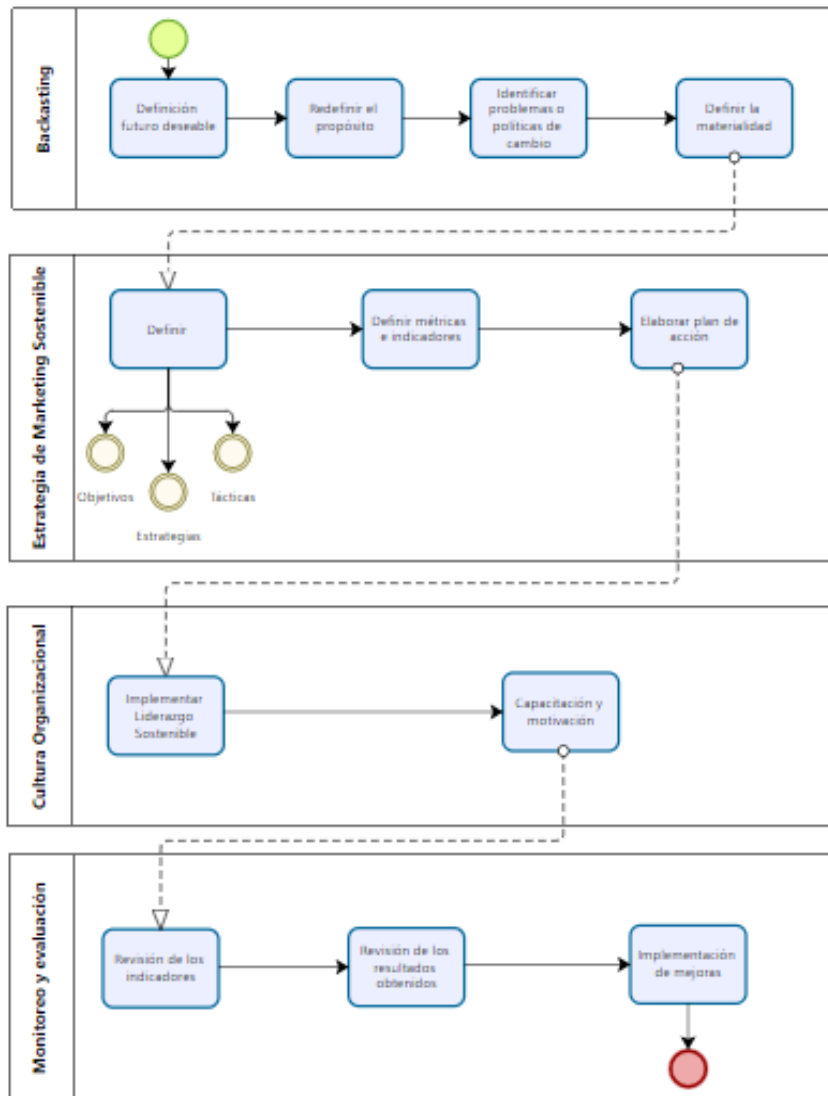 Backasting
Definición
futuro deseable
Redefinir el
propósito
Identificar
problemas o
políticas de
cambio
Definir la
materialidad
Estrategia de Marketing Sostenible
Definir
Definir métricas
e indicadores
Elaborar plan de
acción
Objetivos
Estrategias
Tácticas
Cultura Organizacional
Implementar
Liderazgo
Sostenible
Capacitación y
motivación
Monitoreo y evaluación
Revisión de los
indicadores
Revisión de los
resultados
obtenidos
Implementación
de mejoras